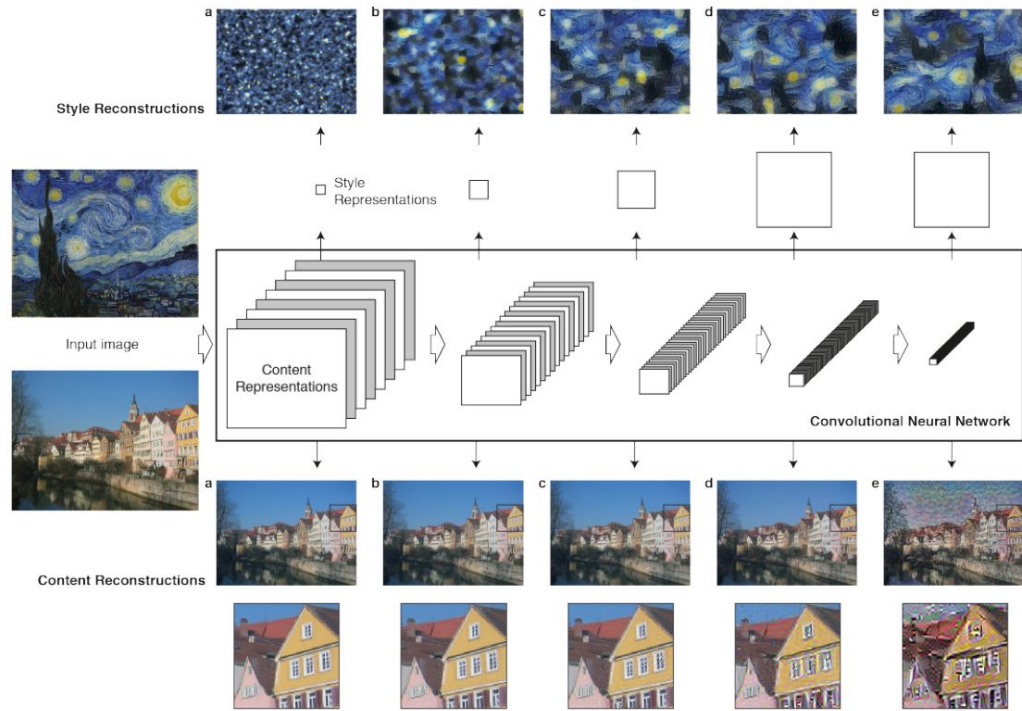 a
b
c
d
e
Style Reconstructions
Style
Representations
Input image
Content
Representations
Convolutional Neural Network
a
b
c
d
e
Content Reconstructions